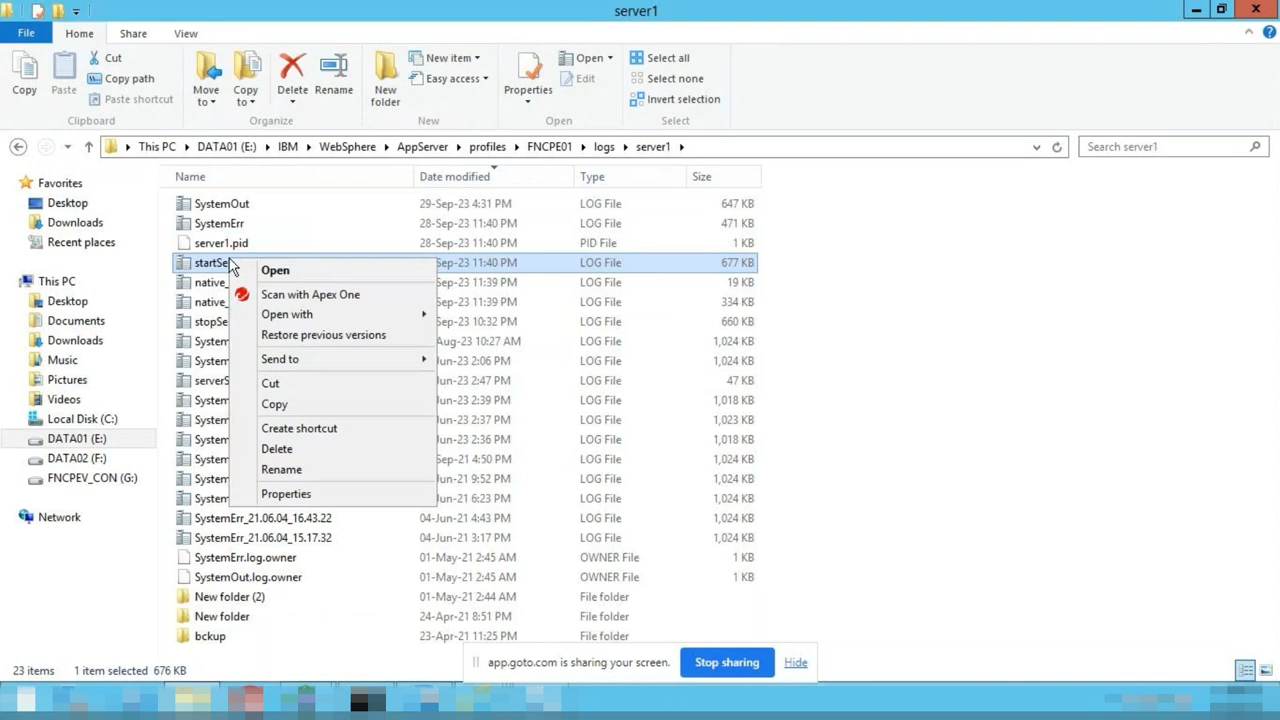 server1
File Home Share View
Copy
Paste
Cut
Copy path
Paste shortcut
Clipboard
Move to
Copy to
Delete
Rename
Organize
New folder
New item
Easy access
New
Properties
Open
Edit
Open
Select all
Select none
Invert selection
Select
This PC DATA01 (E:) IBM WebSphere AppServer profiles FNCPE01 logs server1
Search server1
Favorites
Desktop
Downloads
Recent places
This PC
Desktop
Documents
Downloads
Music
Pictures
Videos
Local Disk (C:)
DATA01 (E:)
DATA02 (F:)
FNCPEV_CON (G:)
Network
Name Date modified Type Size
SystemOut 29-Sep-23 4:31 PM LOG File 647 KB
SystemErr 28-Sep-23 11:40 PM LOG File 471 KB
server1.pid 28-Sep-23 11:40 PM PID File 1 KB
startSe Sep-23 11:40 PM LOG File 677 KB
native_ Sep-23 11:39 PM LOG File 19 KB
native_ Sep-23 11:39 PM LOG File 334 KB
stopSe Sep-23 10:32 PM LOG File 660 KB
System Aug-23 10:27 AM LOG File 1,024 KB
System Jun-23 2:06 PM LOG File 1,024 KB
serverS Jun-23 2:47 PM LOG File 47 KB
System Jun-23 2:39 PM LOG File 1,018 KB
System Jun-23 2:37 PM LOG File 1,023 KB
System Jun-23 2:36 PM LOG File 1,018 KB
System Sep-21 4:50 PM LOG File 1,024 KB
System Jun-21 9:52 PM LOG File 1,024 KB
System Jun-21 6:23 PM LOG File 1,024 KB
SystemErr_21.06.04_16.43.22 04-Jun-21 4:43 PM LOG File 1,024 KB
SystemErr_21.06.04_15.17.32 04-Jun-21 3:17 PM LOG File 1,024 KB
SystemErr.log.owner 01-May-21 2:45 AM OWNER File 1 KB
SystemOut.log.owner 01-May-21 2:45 AM OWNER File 1 KB
New folder (2) 01-May-21 2:44 AM File folder
New folder 24-Apr-21 8:51 PM File folder
bckup 23-Apr-21 11:25 PM File folder
Open
Scan with Apex One
Open with
Restore previous versions
Send to
Cut
Copy
Create shortcut
Delete
Rename
Properties
app.goto.com is sharing your screen. Stop sharing Hide
23 items 1 item selected 676 KB